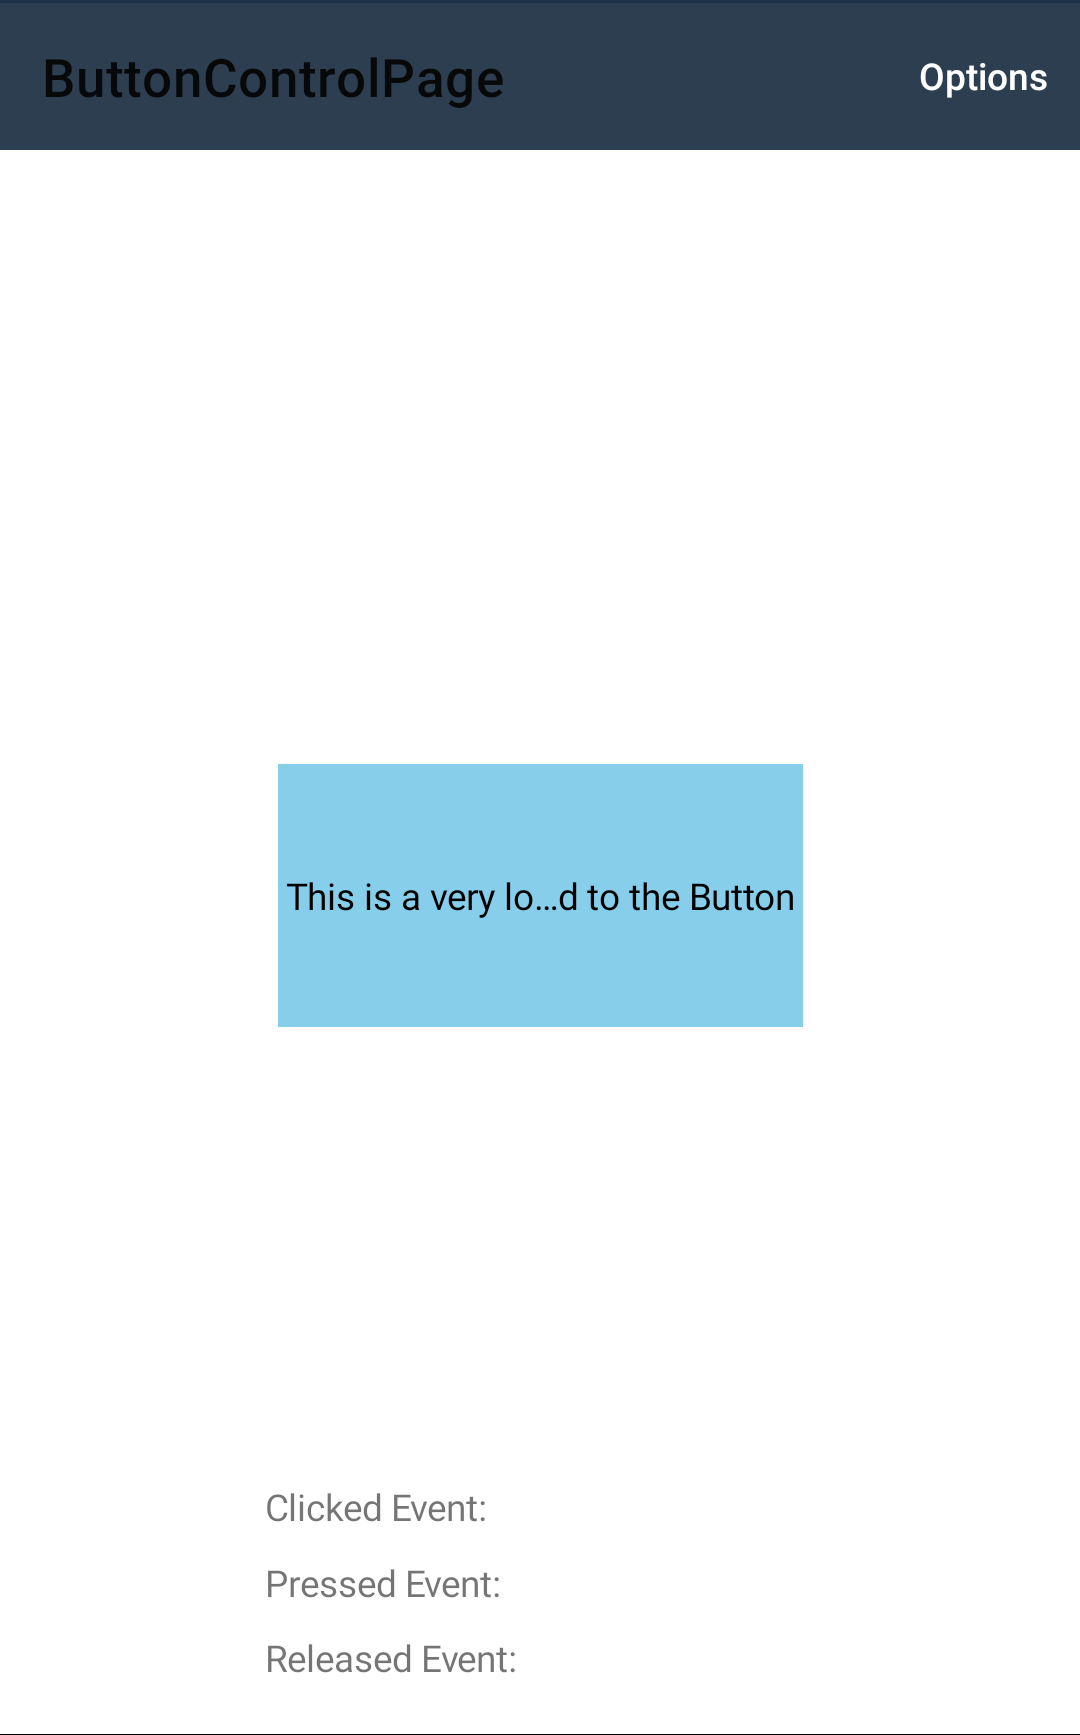 ButtonControlPage
Options
This is a very lo...d to the Button
Clicked Event:
Pressed Event:
Released Event: